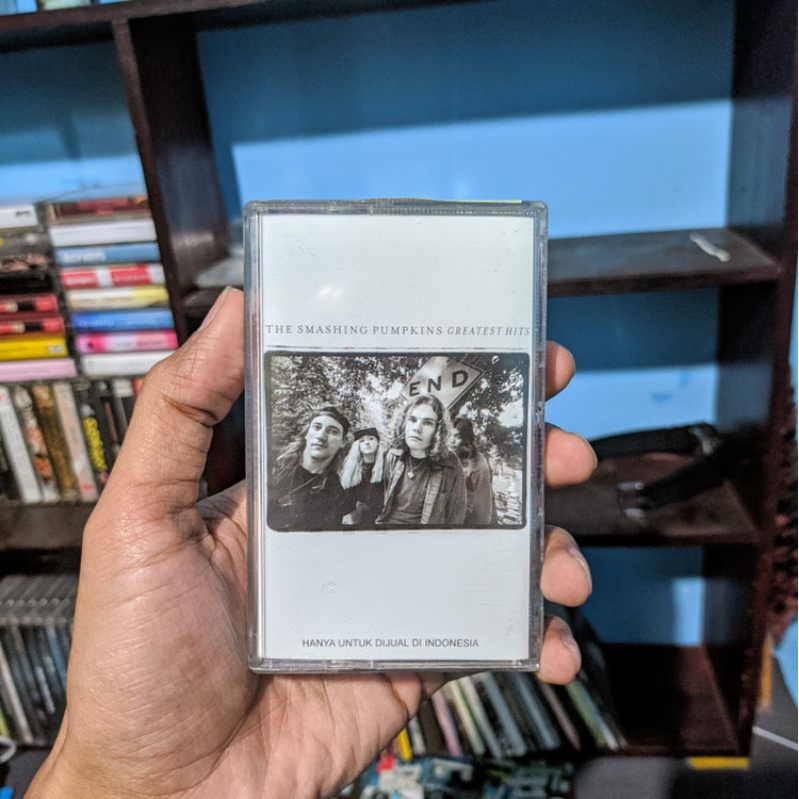 THE SMASHING PUMPKINS GREATEST HITS
END
HANYA UNTUK DIJUAL DI INDONESIA